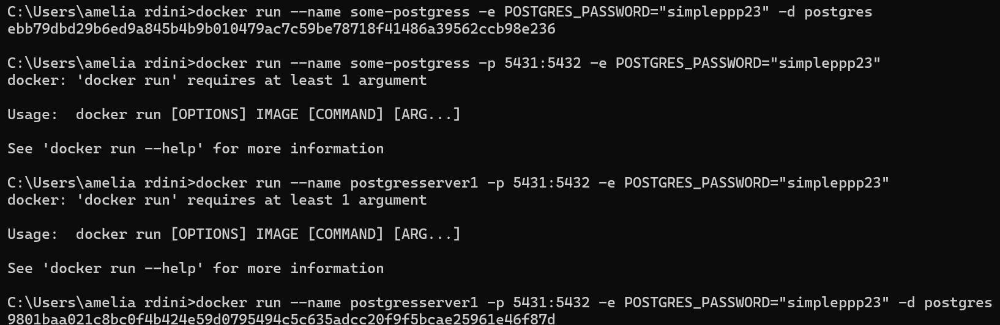 C:\Users\amelia rdini>docker run --name some-postgress -e POSTGRES_PASSWORD="simpleppp23" -d postgres
ebb79dbd29b6ed9a845b4b9b010479ac7c59be78718f41486a39562ccb98e236
C:\Users\amelia rdini>docker run --name some-postgress -p 5431:5432 -e POSTGRES_PASSWORD="simpleppp23"
docker: 'docker run' requires at least 1 argument
Usage:  docker run [OPTIONS] IMAGE [COMMAND] [ARG...]
See 'docker run --help' for more information
C:\Users\amelia rdini>docker run --name postgresserver1 -p 5431:5432 -e POSTGRES_PASSWORD="simpleppp23"
docker: 'docker run' requires at least 1 argument
Usage:  docker run [OPTIONS] IMAGE [COMMAND] [ARG...]
See 'docker run --help' for more information
C:\Users\amelia rdini>docker run --name postgresserver1 -p 5431:5432 -e POSTGRES_PASSWORD="simpleppp23" -d postgres
9801baa021c8bc0f4b424e59d0795494c5c635adcc20f9f5bcae25961e46f87d